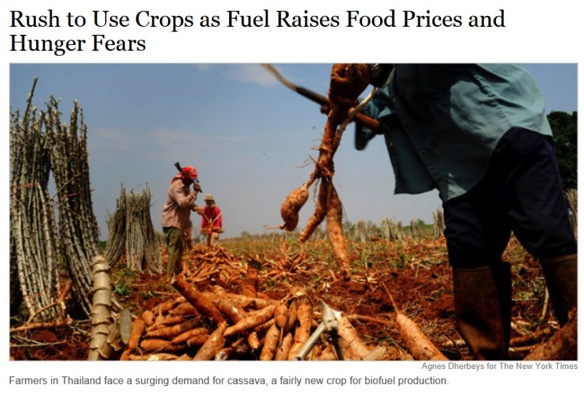 Rush to Use Crops as Fuel Raises Food Prices and
Hunger Fears
Agnes Dherbeys for The New York Times
Farmers in Thailand face a surging demand for cassava, a fairly new crop for biofuel production.